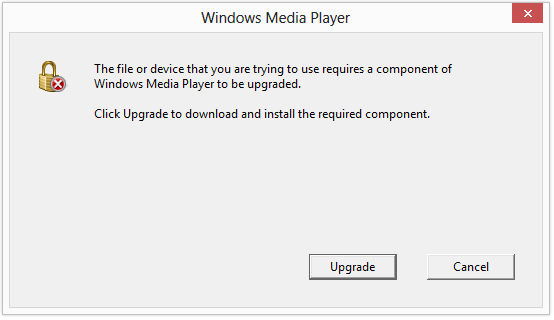 Windows Media Player
The file or device that you are trying to use requires a component of
Windows Media Player to be upgraded.
Click Upgrade to download and install the required component.
Upgrade
Cancel